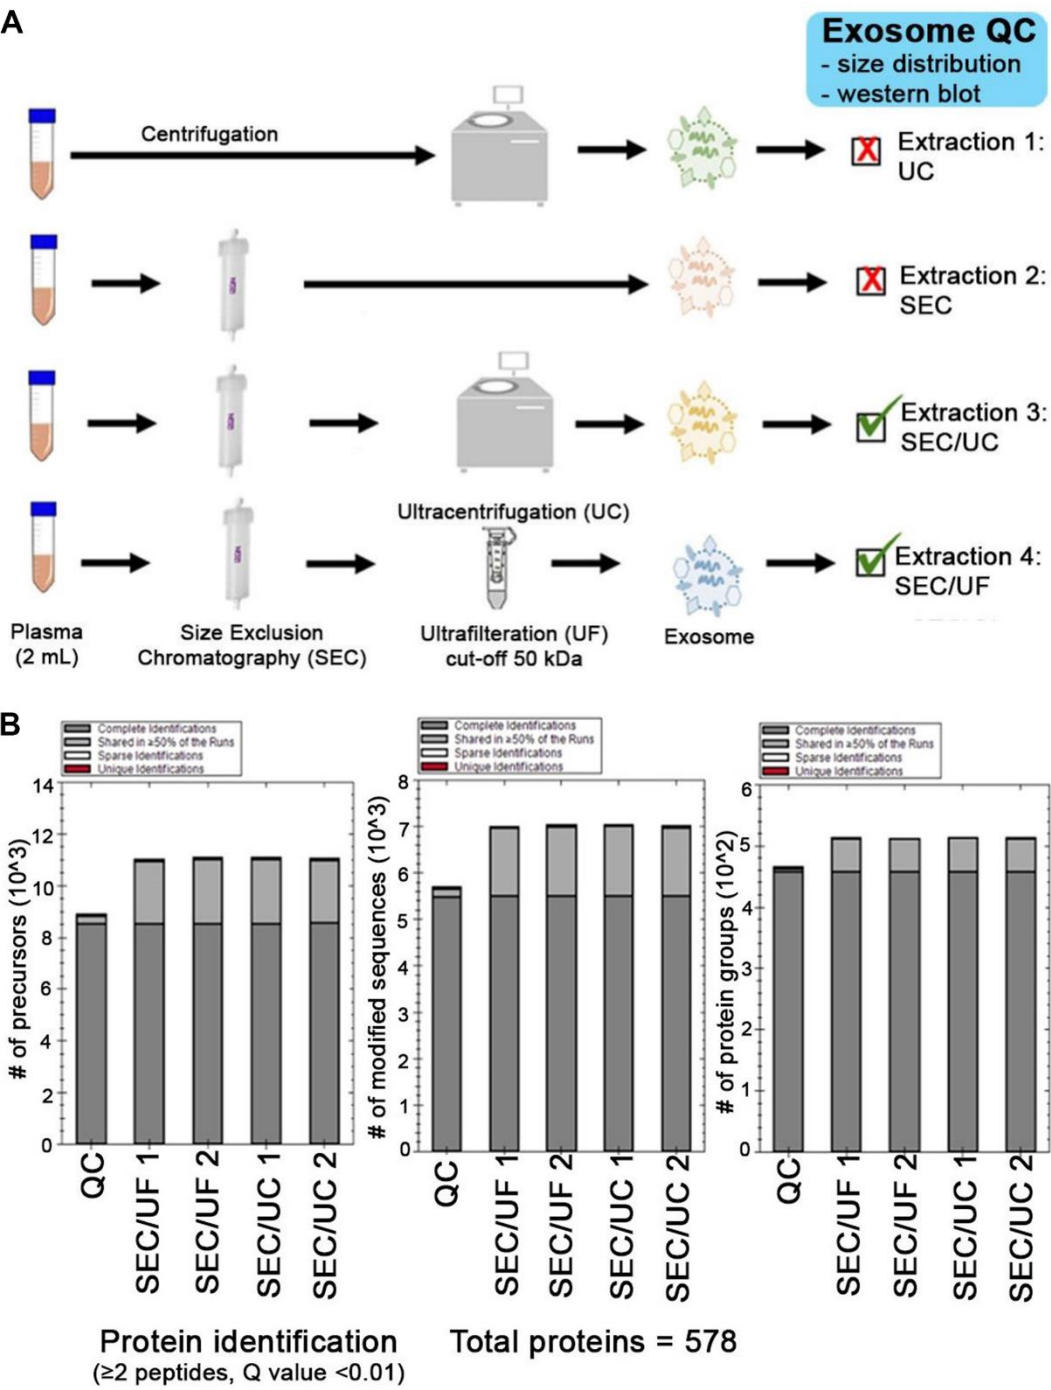 A
Exosome QC
- size distribution
- western blot
Centrifugation
X
Extraction 1:
UC
X
Extraction 2:
SEC
Extraction 3:
SEC/UC
Ultracentrifugation (UC)
Extraction 4:
SEC/UF
Plasma
(2 mL)
Size Exclusion
Chromatography (SEC)
Ultrafilteration (UF)
cut-off 50 kDa
Exosome
B
Complete Identifications
Shared in ≥50% of the Runs
Sparse Identifications
Unique Identifications
# of precursors (10^3)
14
12
10
8
6
4
2
0
QC
SEC/UF 1
SEC/UF 2
SEC/UC 1
SEC/UC 2
Complete Identifications
Shared in ≥50% of the Runs
Sparse Identifications
Unique Identifications
# of modified sequences (10^3)
8
7
6
5
4
3
2
1
0
QC
SEC/UF 1
SEC/UF 2
SEC/UC 1
SEC/UC 2
Complete Identifications
Shared in ≥50% of the Runs
Sparse Identifications
Unique Identifications
# of protein groups (10^2)
6
5
4
3
2
1
0
QC
SEC/UF 1
SEC/UF 2
SEC/UC 1
SEC/UC 2
Protein identification
(≥2 peptides, Q value <0.01)
Total proteins = 578